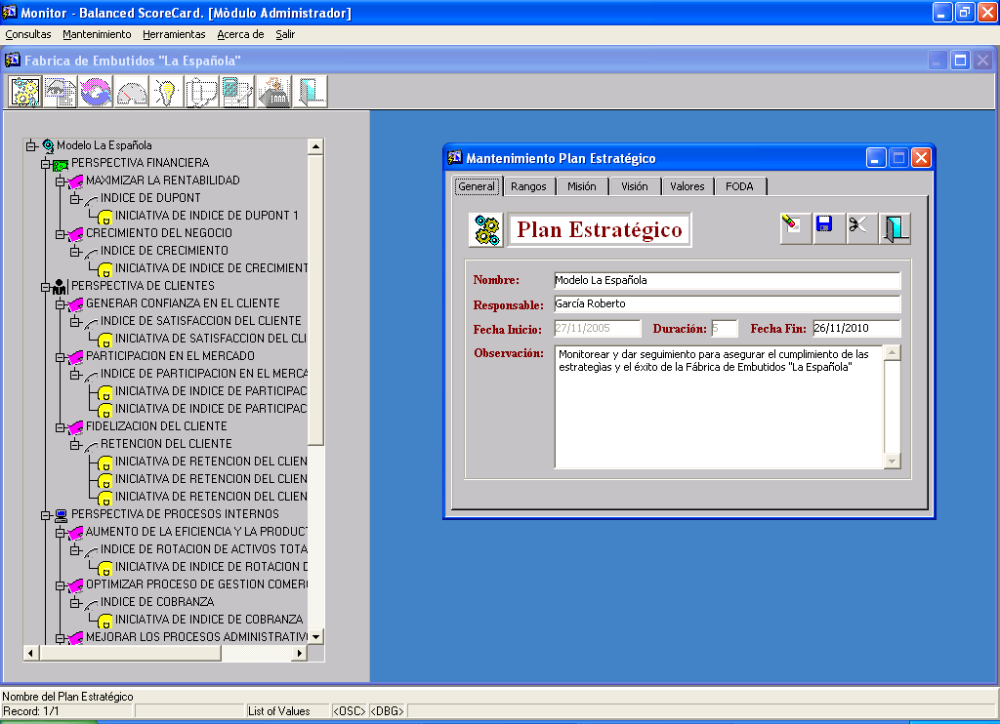 Monitor - Balanced ScoreCard. [Mòdulo Administrador]
Consultas Mantenimiento Herramientas Acerca de Salir
Fabrica de Embutidos "La Española"
Modelo La Española
PERSPECTIVA FINANCIERA
MAXIMIZAR LA RENTABILIDAD
INDICE DE DUPONT
INICIATIVA DE INDICE DE DUPONT 1
CRECIMIENTO DEL NEGOCIO
INDICE DE CRECIMIENTO
INICIATIVA DE INDICE DE CRECIMIENT
PERSPECTIVA DE CLIENTES
GENERAR CONFIANZA EN EL CLIENTE
INDICE DE SATISFACCION DEL CLIENTE
INICIATIVA DE SATISFACCION DEL CLI
PARTICIPACION EN EL MERCADO
INDICE DE PARTICIPACION EN EL MERCA
INICIATIVA DE INDICE DE PARTICIPAC
INICIATIVA DE INDICE DE PARTICIPAC
FIDELIZACION DEL CLIENTE
RETENCION DEL CLIENTE
INICIATIVA DE RETENCION DEL CLIEN
INICIATIVA DE RETENCION DEL CLIEN
INICIATIVA DE RETENCION DEL CLIEN
PERSPECTIVA DE PROCESOS INTERNOS
AUMENTO DE LA EFICIENCIA Y LA PRODUCT
INDICE DE ROTACION DE ACTIVOS TOTA
INICIATIVA DE INDICE DE ROTACION D
OPTIMIZAR PROCESO DE GESTION COMER
INDICE DE COBRANZA
INICIATIVA DE INDICE DE COBRANZA
MEJORAR LOS PROCESOS ADMINISTRATIV
Mantenimiento Plan Estratégico
General Rangos Misión Visión Valores FODA
Plan Estratégico
Nombre: Modelo La Española
Responsable: García Roberto
Fecha Inicio: 27/11/2005 Duración: 5 Fecha Fin: 26/11/2010
Observación: Monitorear y dar seguimiento para asegurar el cumplimiento de las
estrategias y el éxito de la Fábrica de Embutidos "La Española"
Nombre del Plan Estratégico
Record: 1/1 List of Values <OSC> <DBG>